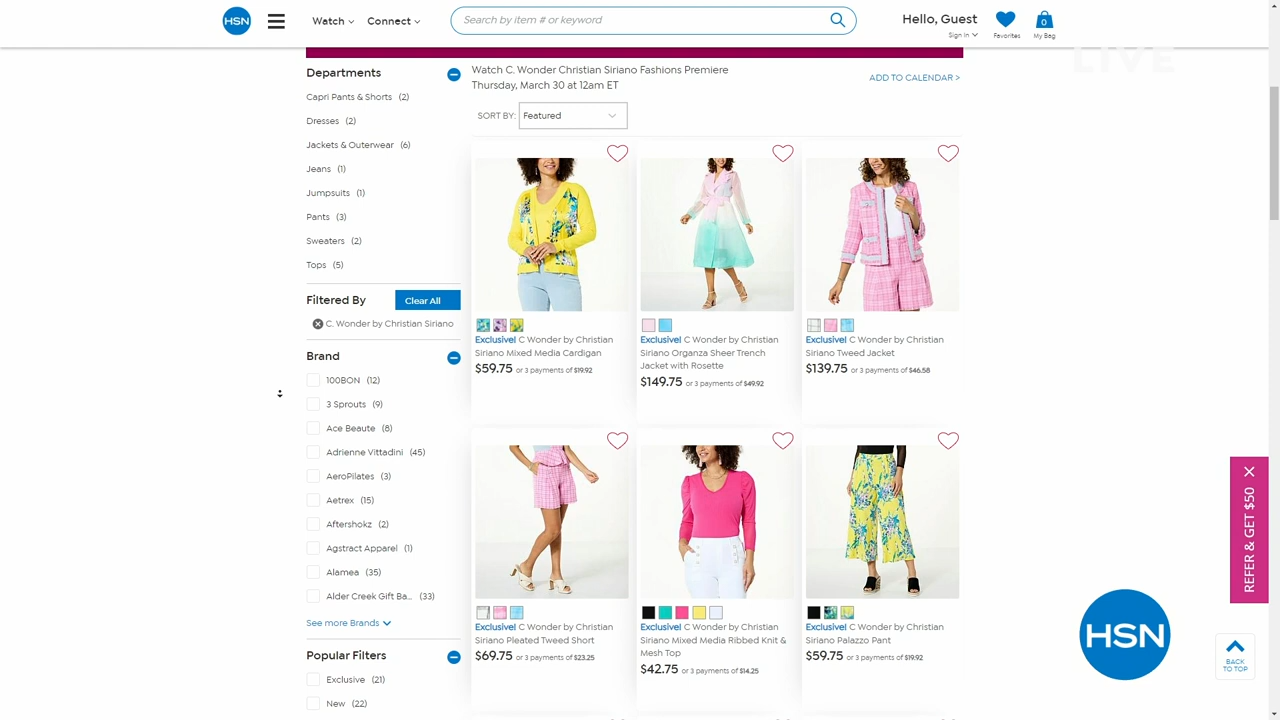 HSN
Watch
Connect
Search by item # or keyword
Hello, Guest
Sign In
Favorites
0
My Bag
LIVE
Departments
Capri Pants & Shorts (2)
Dresses (2)
Jackets & Outerwear (6)
Jeans (1)
Jumpsuits (1)
Pants (3)
Sweaters (2)
Tops (5)
Filtered By
Clear All
C. Wonder by Christian Siriano
Brand
100BON (12)
3 Sprouts (9)
Ace Beaute (8)
Adrienne Vittadini (45)
AeroPilates (3)
Aetrex (15)
Aftershokz (2)
Agstract Apparel (1)
Alamea (35)
Alder Creek Gift Ba... (33)
See more Brands
Popular Filters
Exclusive (21)
New (22)
Watch C. Wonder Christian Siriano Fashions Premiere
Thursday, March 30 at 12am ET
ADD TO CALENDAR >
SORT BY: Featured
Exclusive! C Wonder by Christian
Siriano Mixed Media Cardigan
$59.75 or 3 payments of $19.92
Exclusive! C Wonder by Christian
Siriano Organza Sheer Trench
Jacket with Rosette
$149.75 or 3 payments of $49.92
Exclusive! C Wonder by Christian
Siriano Tweed Jacket
$139.75 or 3 payments of $46.58
Exclusive! C Wonder by Christian
Siriano Pleated Tweed Short
$69.75 or 3 payments of $23.25
Exclusive! C Wonder by Christian
Siriano Mixed Media Ribbed Knit &
Mesh Top
$42.75 or 3 payments of $14.25
Exclusive! C Wonder by Christian
Siriano Palazzo Pant
$59.75 or 3 payments of $19.92
REFER & GET $50
HSN
BACK
TO TOP